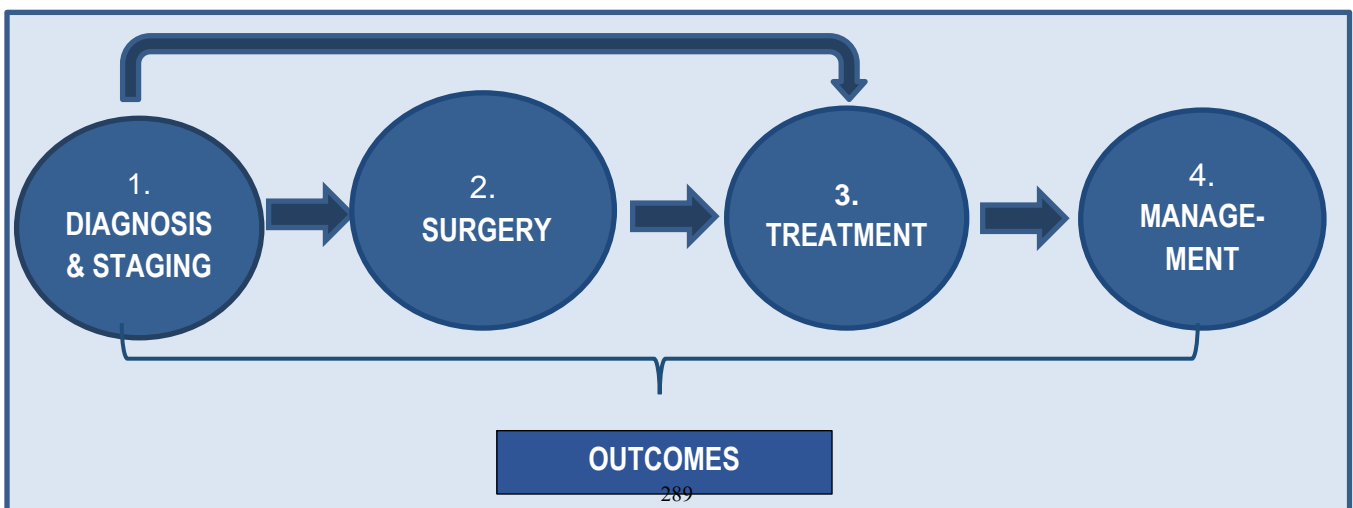 1.
DIAGNOSIS
& STAGING
2.
SURGERY
3.
TREATMENT
4.
MANAGE-
MENT
OUTCOMES
289